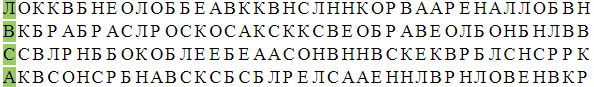 ЛОККВБНЕОЛОББЕАВККВНСЛННКОРВААРЕНАЛЛОБВН
ВКБРАБРАСЛРОСКОСАКСККСВЕОБРАВЕОЛБОНБНЛВВ
ССВЛРНББОКОБЛЕЕБЕААСОНВННВСКЕКВРБЛСНСРРК
АКВСОНСРБНАВСКСБСБЛРЕЛСААЕННЛВРНЛОВЕНВКР